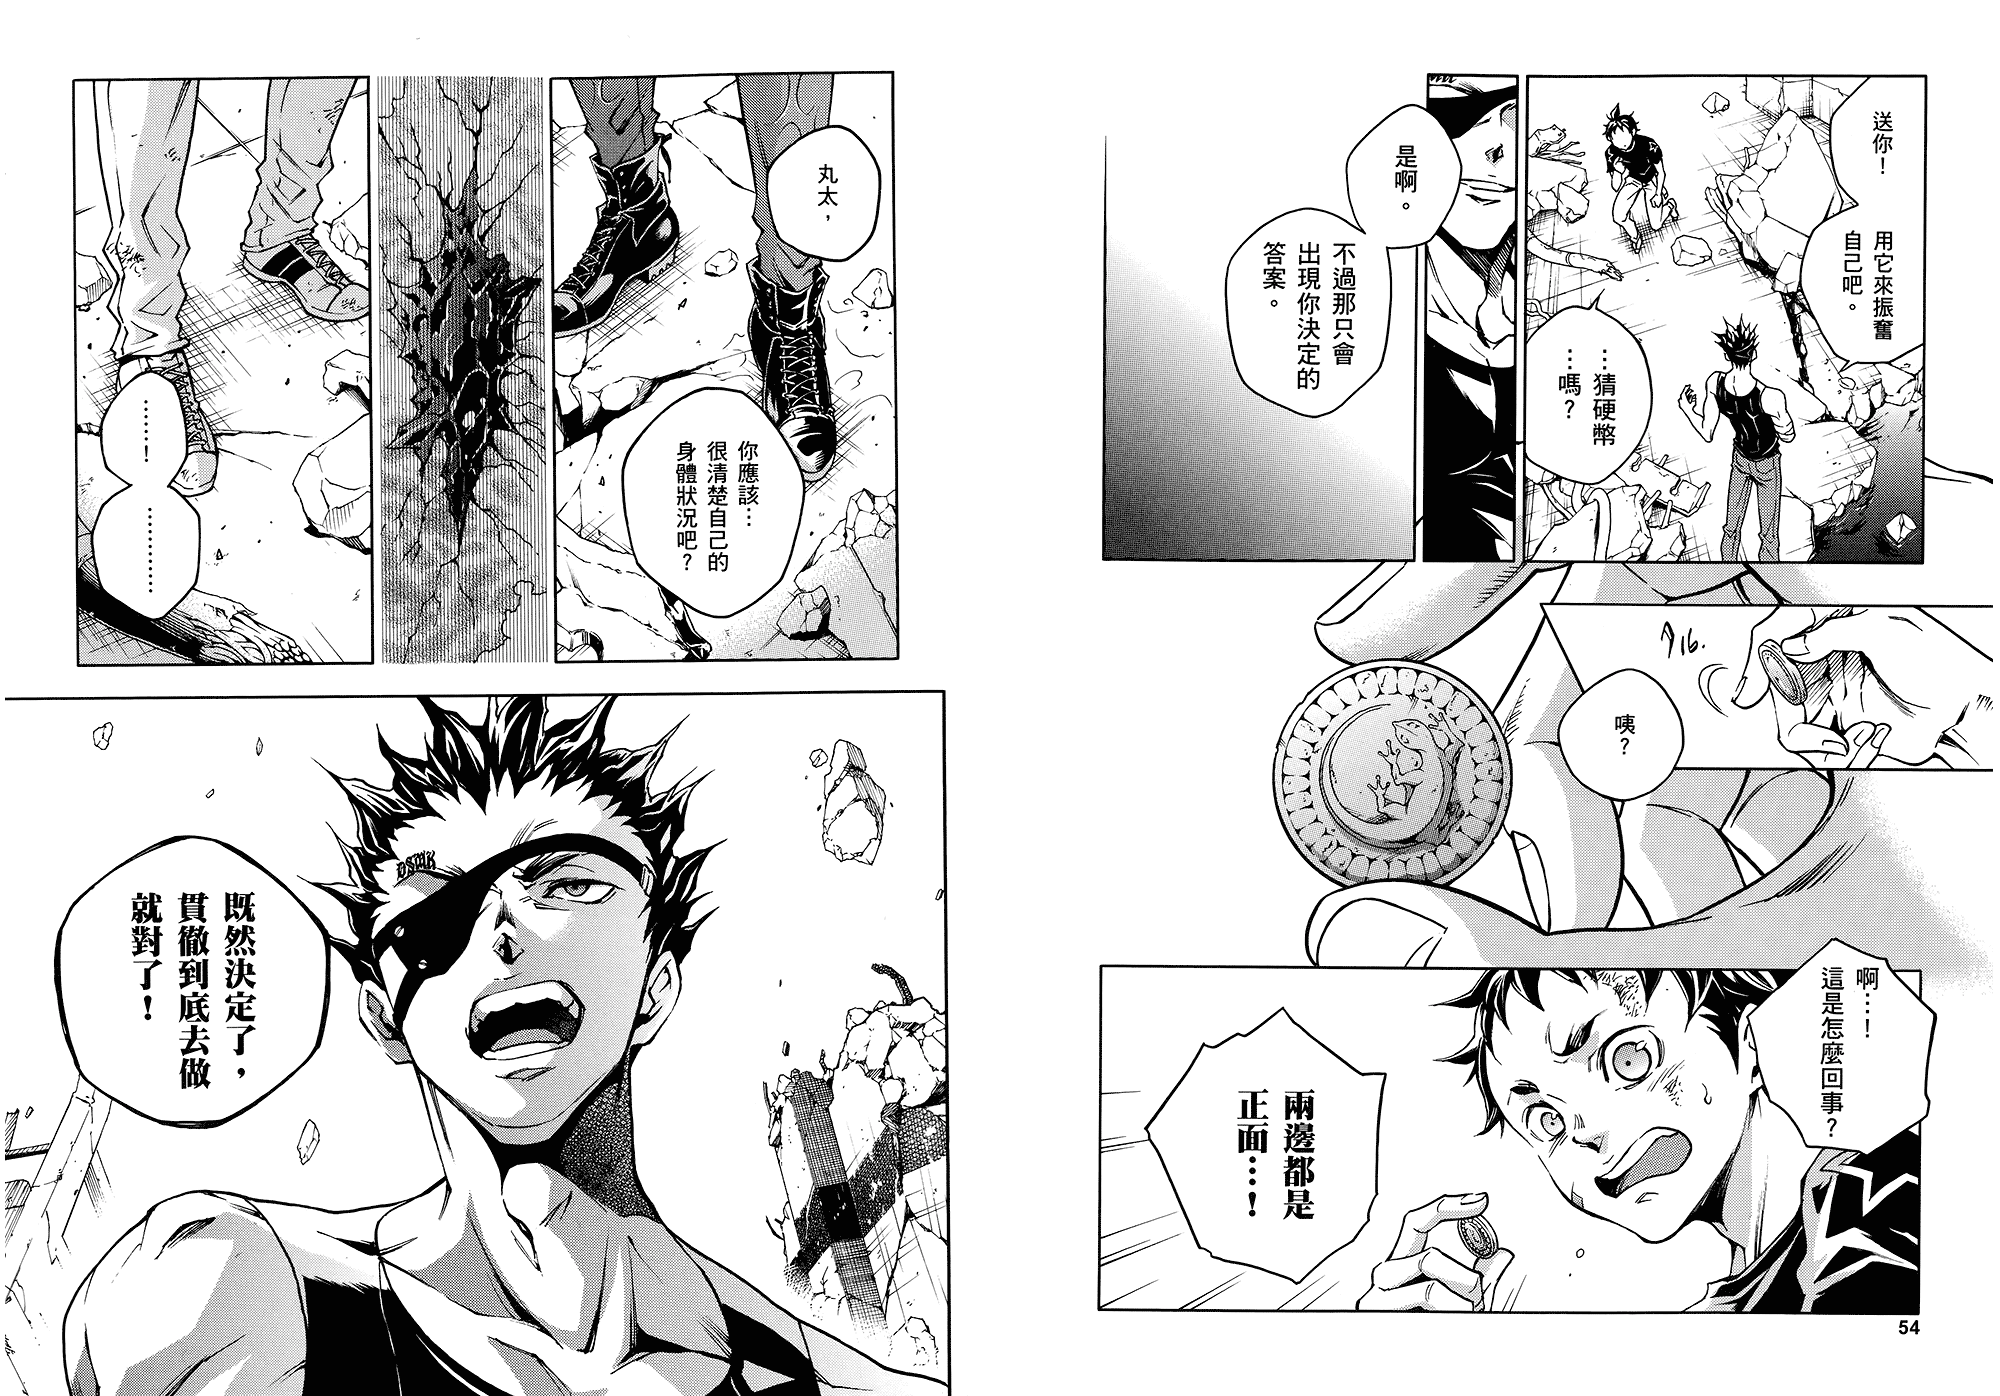 送你！
用它來振奮
自己吧。
…猜硬幣
…嗎？
是啊。
不過那只會
出現你決定的
答案。
咦？
啊…！
這是怎麼回事？
兩邊都是
正面…！
54
丸太，
你應該…
很清楚自己的
身體狀況吧？
……！
………
DSMK
既然決定了，
貫徹到底去做
就對了！